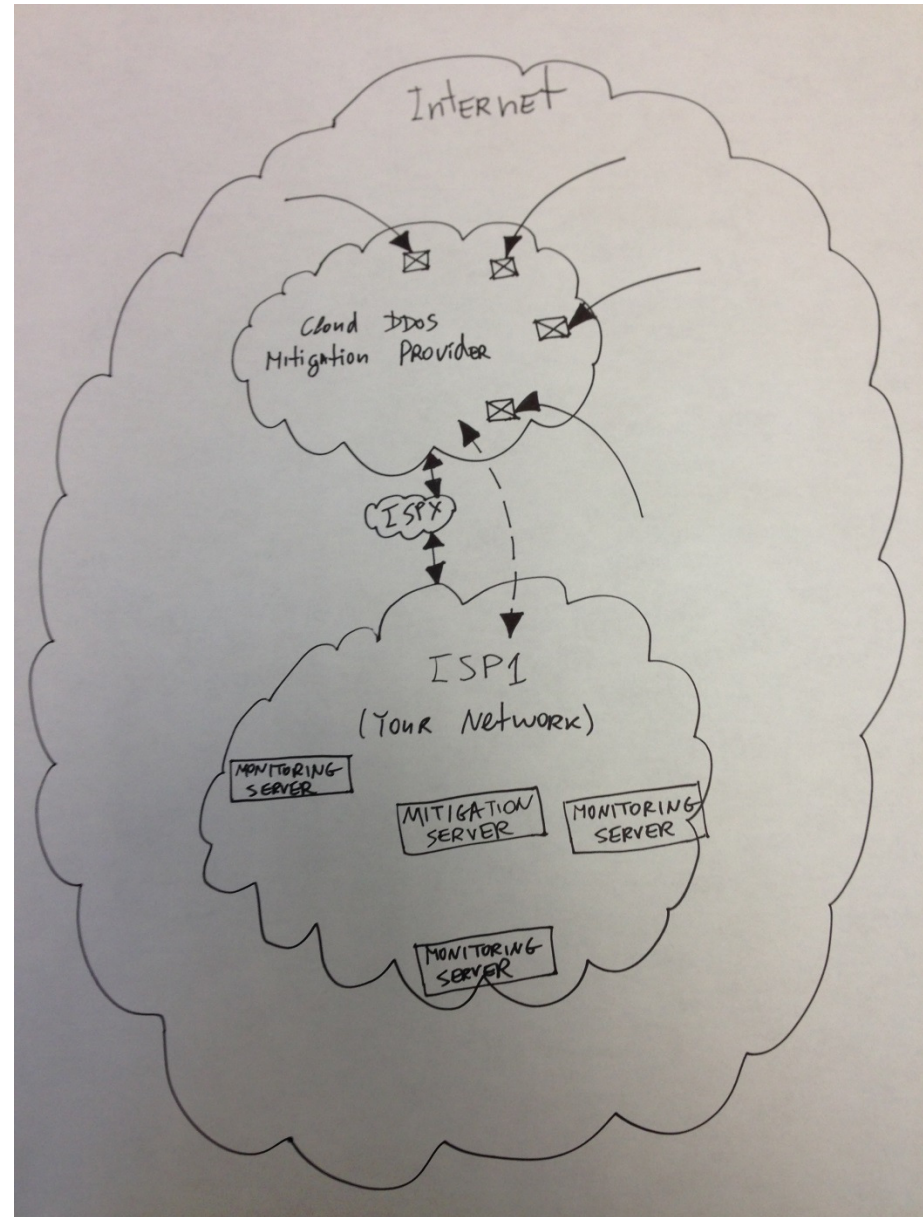 InTERnET
Cloud DDoS
Mitigation PROVideR
ISPX
ISP1
(YouR NeTWORK)
MONITORING
SERVER
MITIGATION
SERVER
MONITORING
SERVER
MONITORING
SERVER